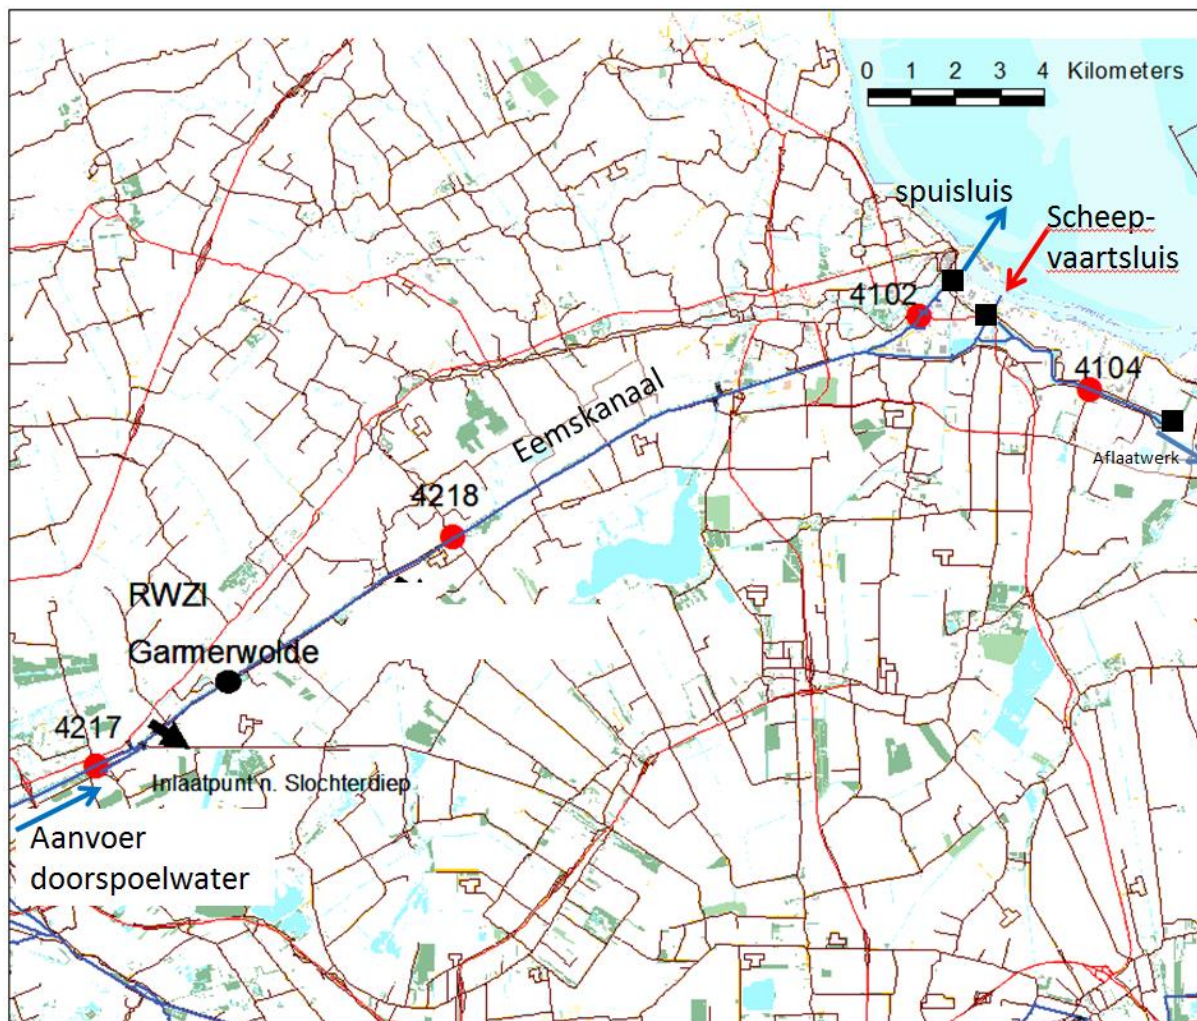 0 1 2 3 4 Kilometers
spuisluis
Scheep-
vaartsluis
4102
4104
Aflaatwerk
Eemskanaal
4218
RWZI
Garmerwolde
4217
Inlaatpunt n. Slochterdiep
Aanvoer
doorspoelwater